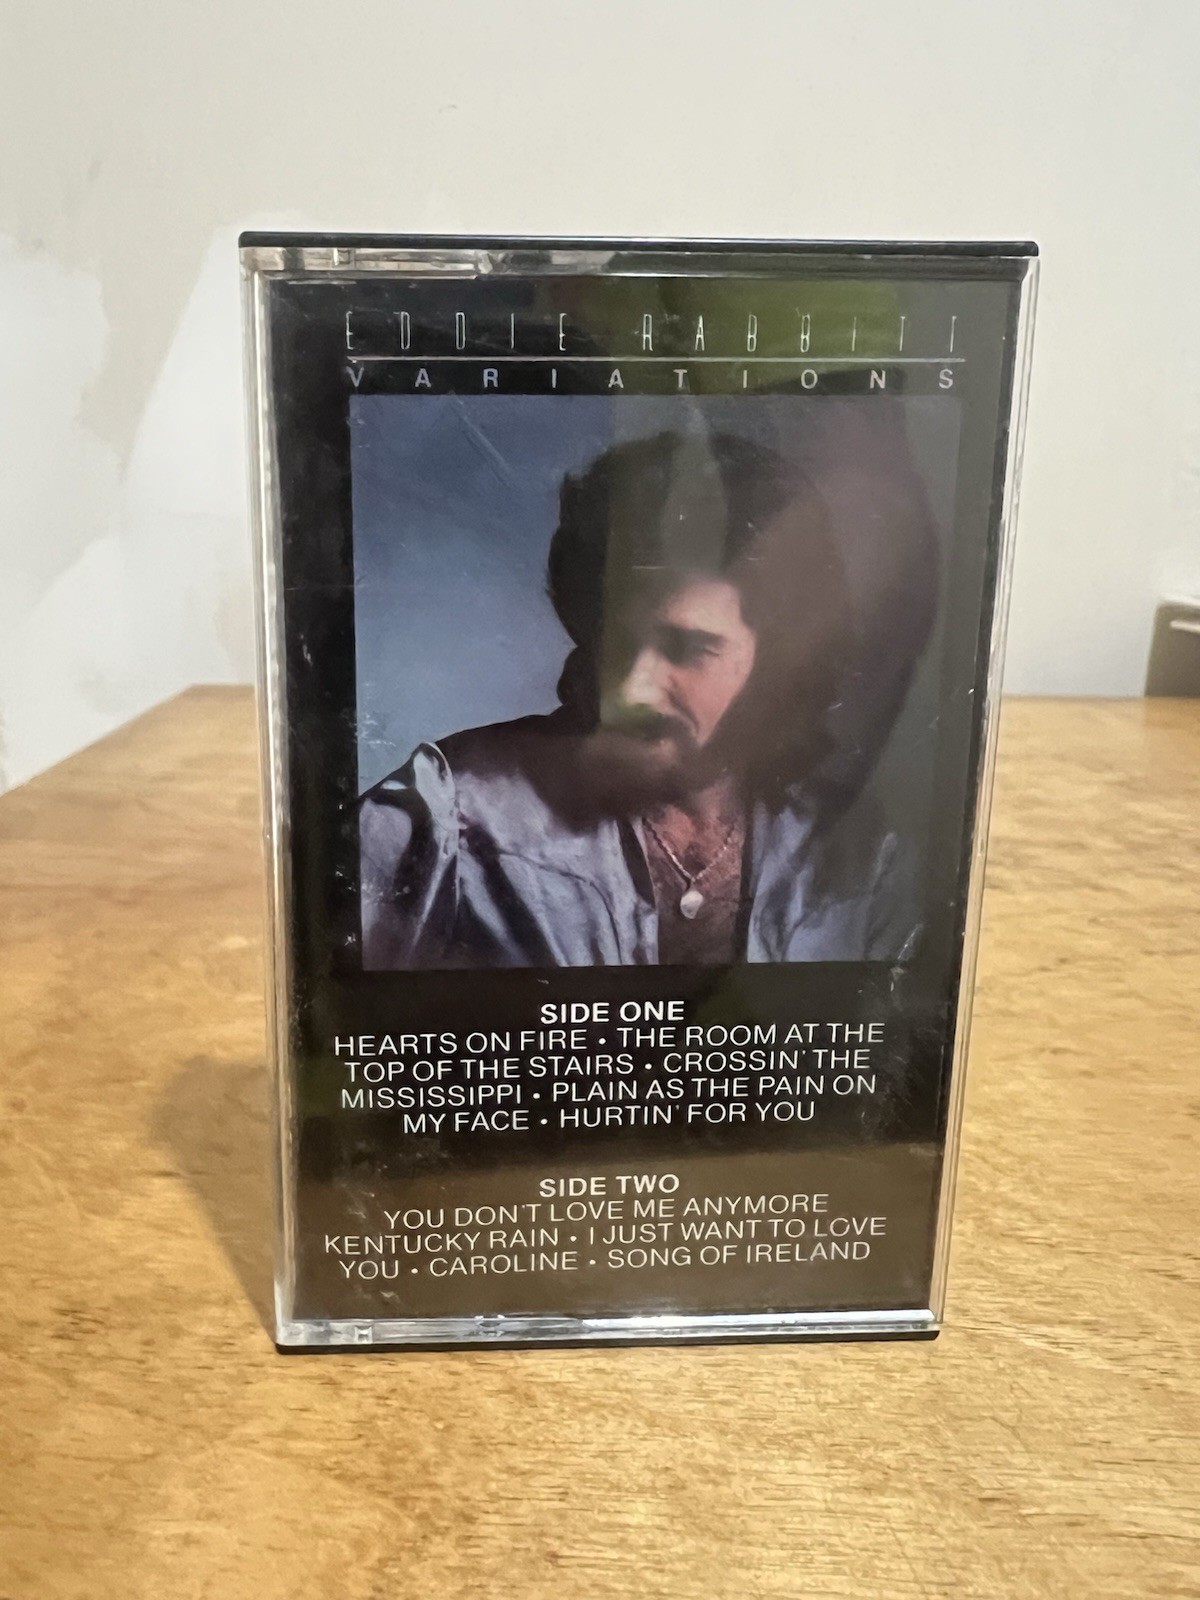 EDDIE RABBITT
VARIATIONS
SIDE ONE
HEARTS ON FIRE • THE ROOM AT THE
TOP OF THE STAIRS • CROSSIN' THE
MISSISSIPPI • PLAIN AS THE PAIN ON
MY FACE • HURTIN' FOR YOU
SIDE TWO
YOU DON'T LOVE ME ANYMORE
KENTUCKY RAIN • I JUST WANT TO LOVE
YOU • CAROLINE • SONG OF IRELAND